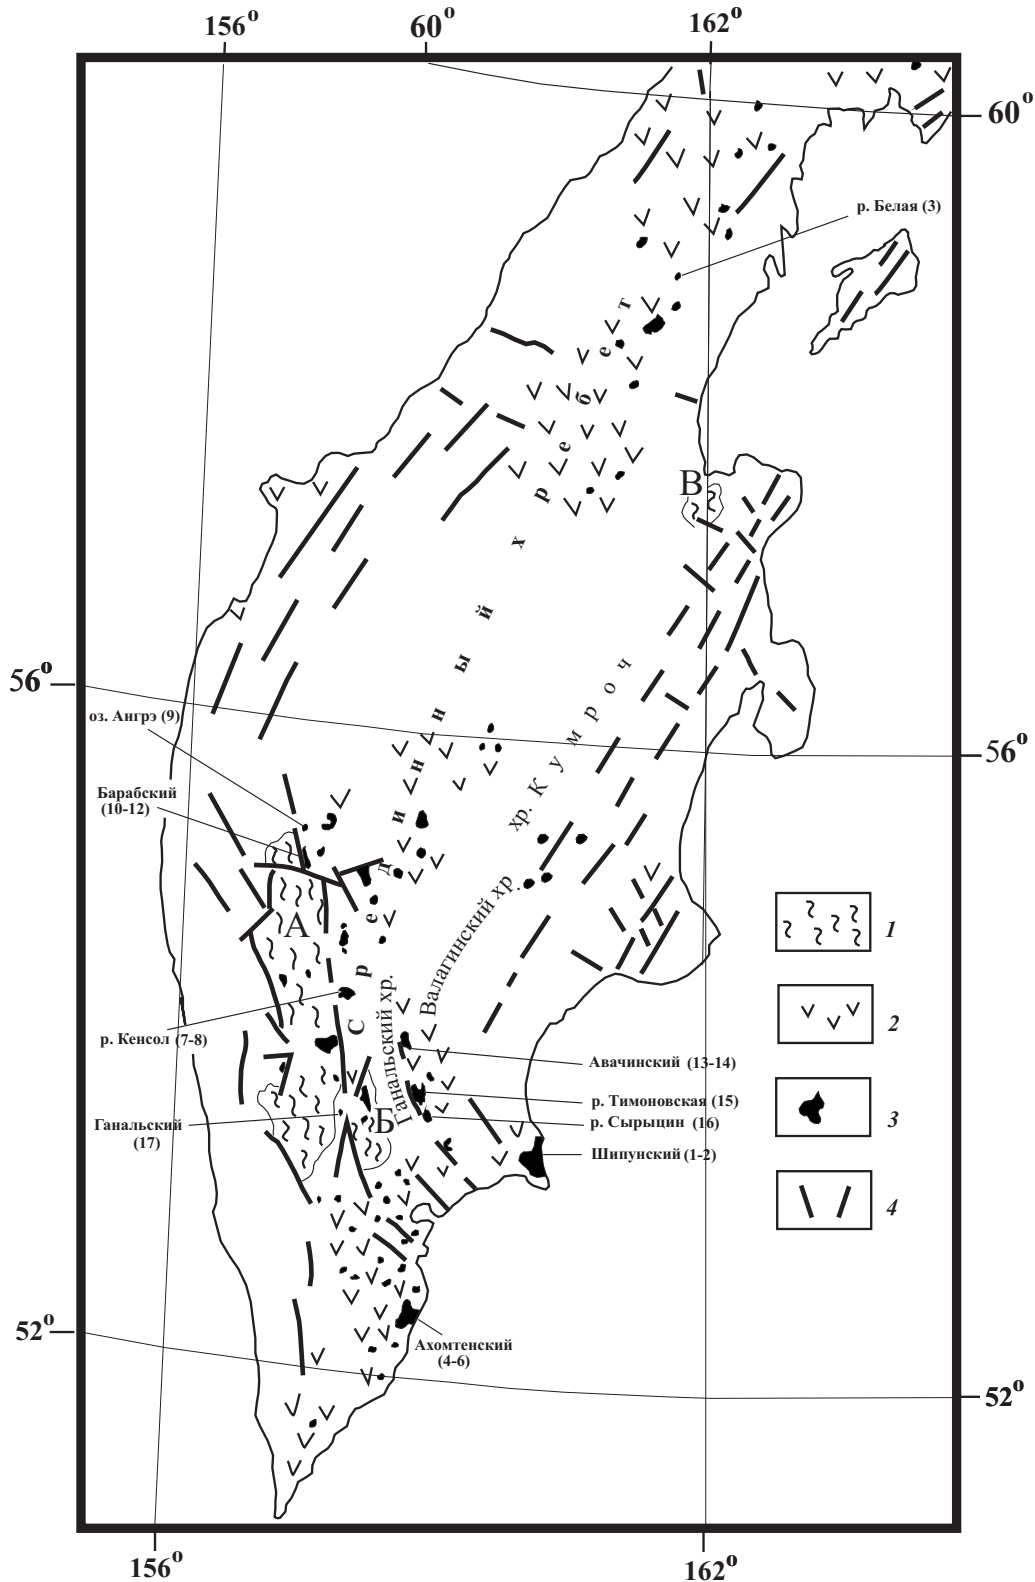 156°
60°
162°
60°
р. Белая (3)
Срединный хребет
В
хр. Кумроч
56°
56°
оз. Ангрэ (9)
Барабский
(10-12)
Валагинский хр.
А
Ганальский хр.
р. Кенсол (7-8)
Авачинский (13-14)
р. Тимоновская (15)
р. Сырыцин (16)
Ганальский
(17)
Б
Шипунский (1-2)
1
2
3
4
Ахомтенский
(4-6)
52°
52°
156°
162°